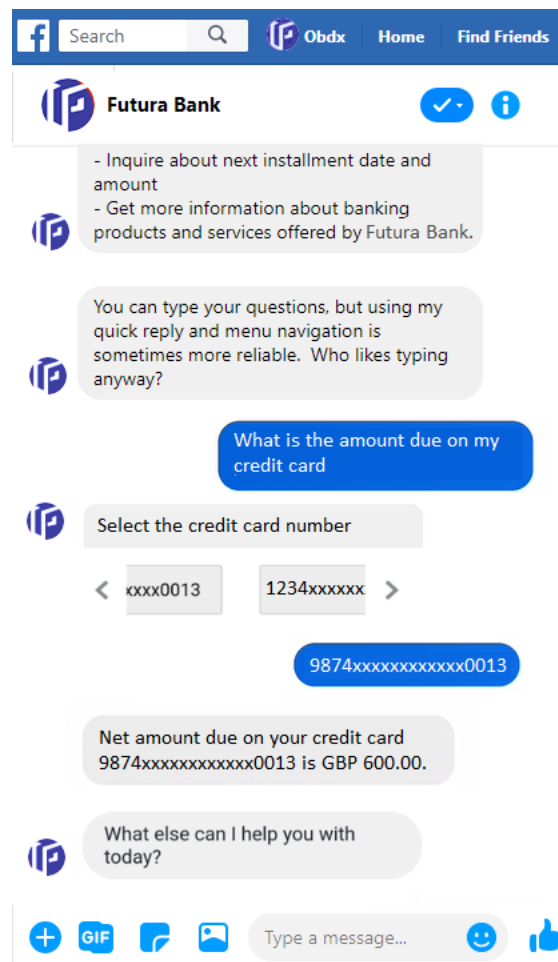 f Search Obdx Home Find Friends
Futura Bank
- Inquire about next installment date and
amount
- Get more information about banking
products and services offered by Futura Bank.
You can type your questions, but using my
quick reply and menu navigation is
sometimes more reliable.  Who likes typing
anyway?
What is the amount due on my
credit card
Select the credit card number
xxxx0013 1234xxxxxx
9874xxxxxxxxxxxx0013
Net amount due on your credit card
9874xxxxxxxxxxxx0013 is GBP 600.00.
What else can I help you with
today?
GIF Type a message...